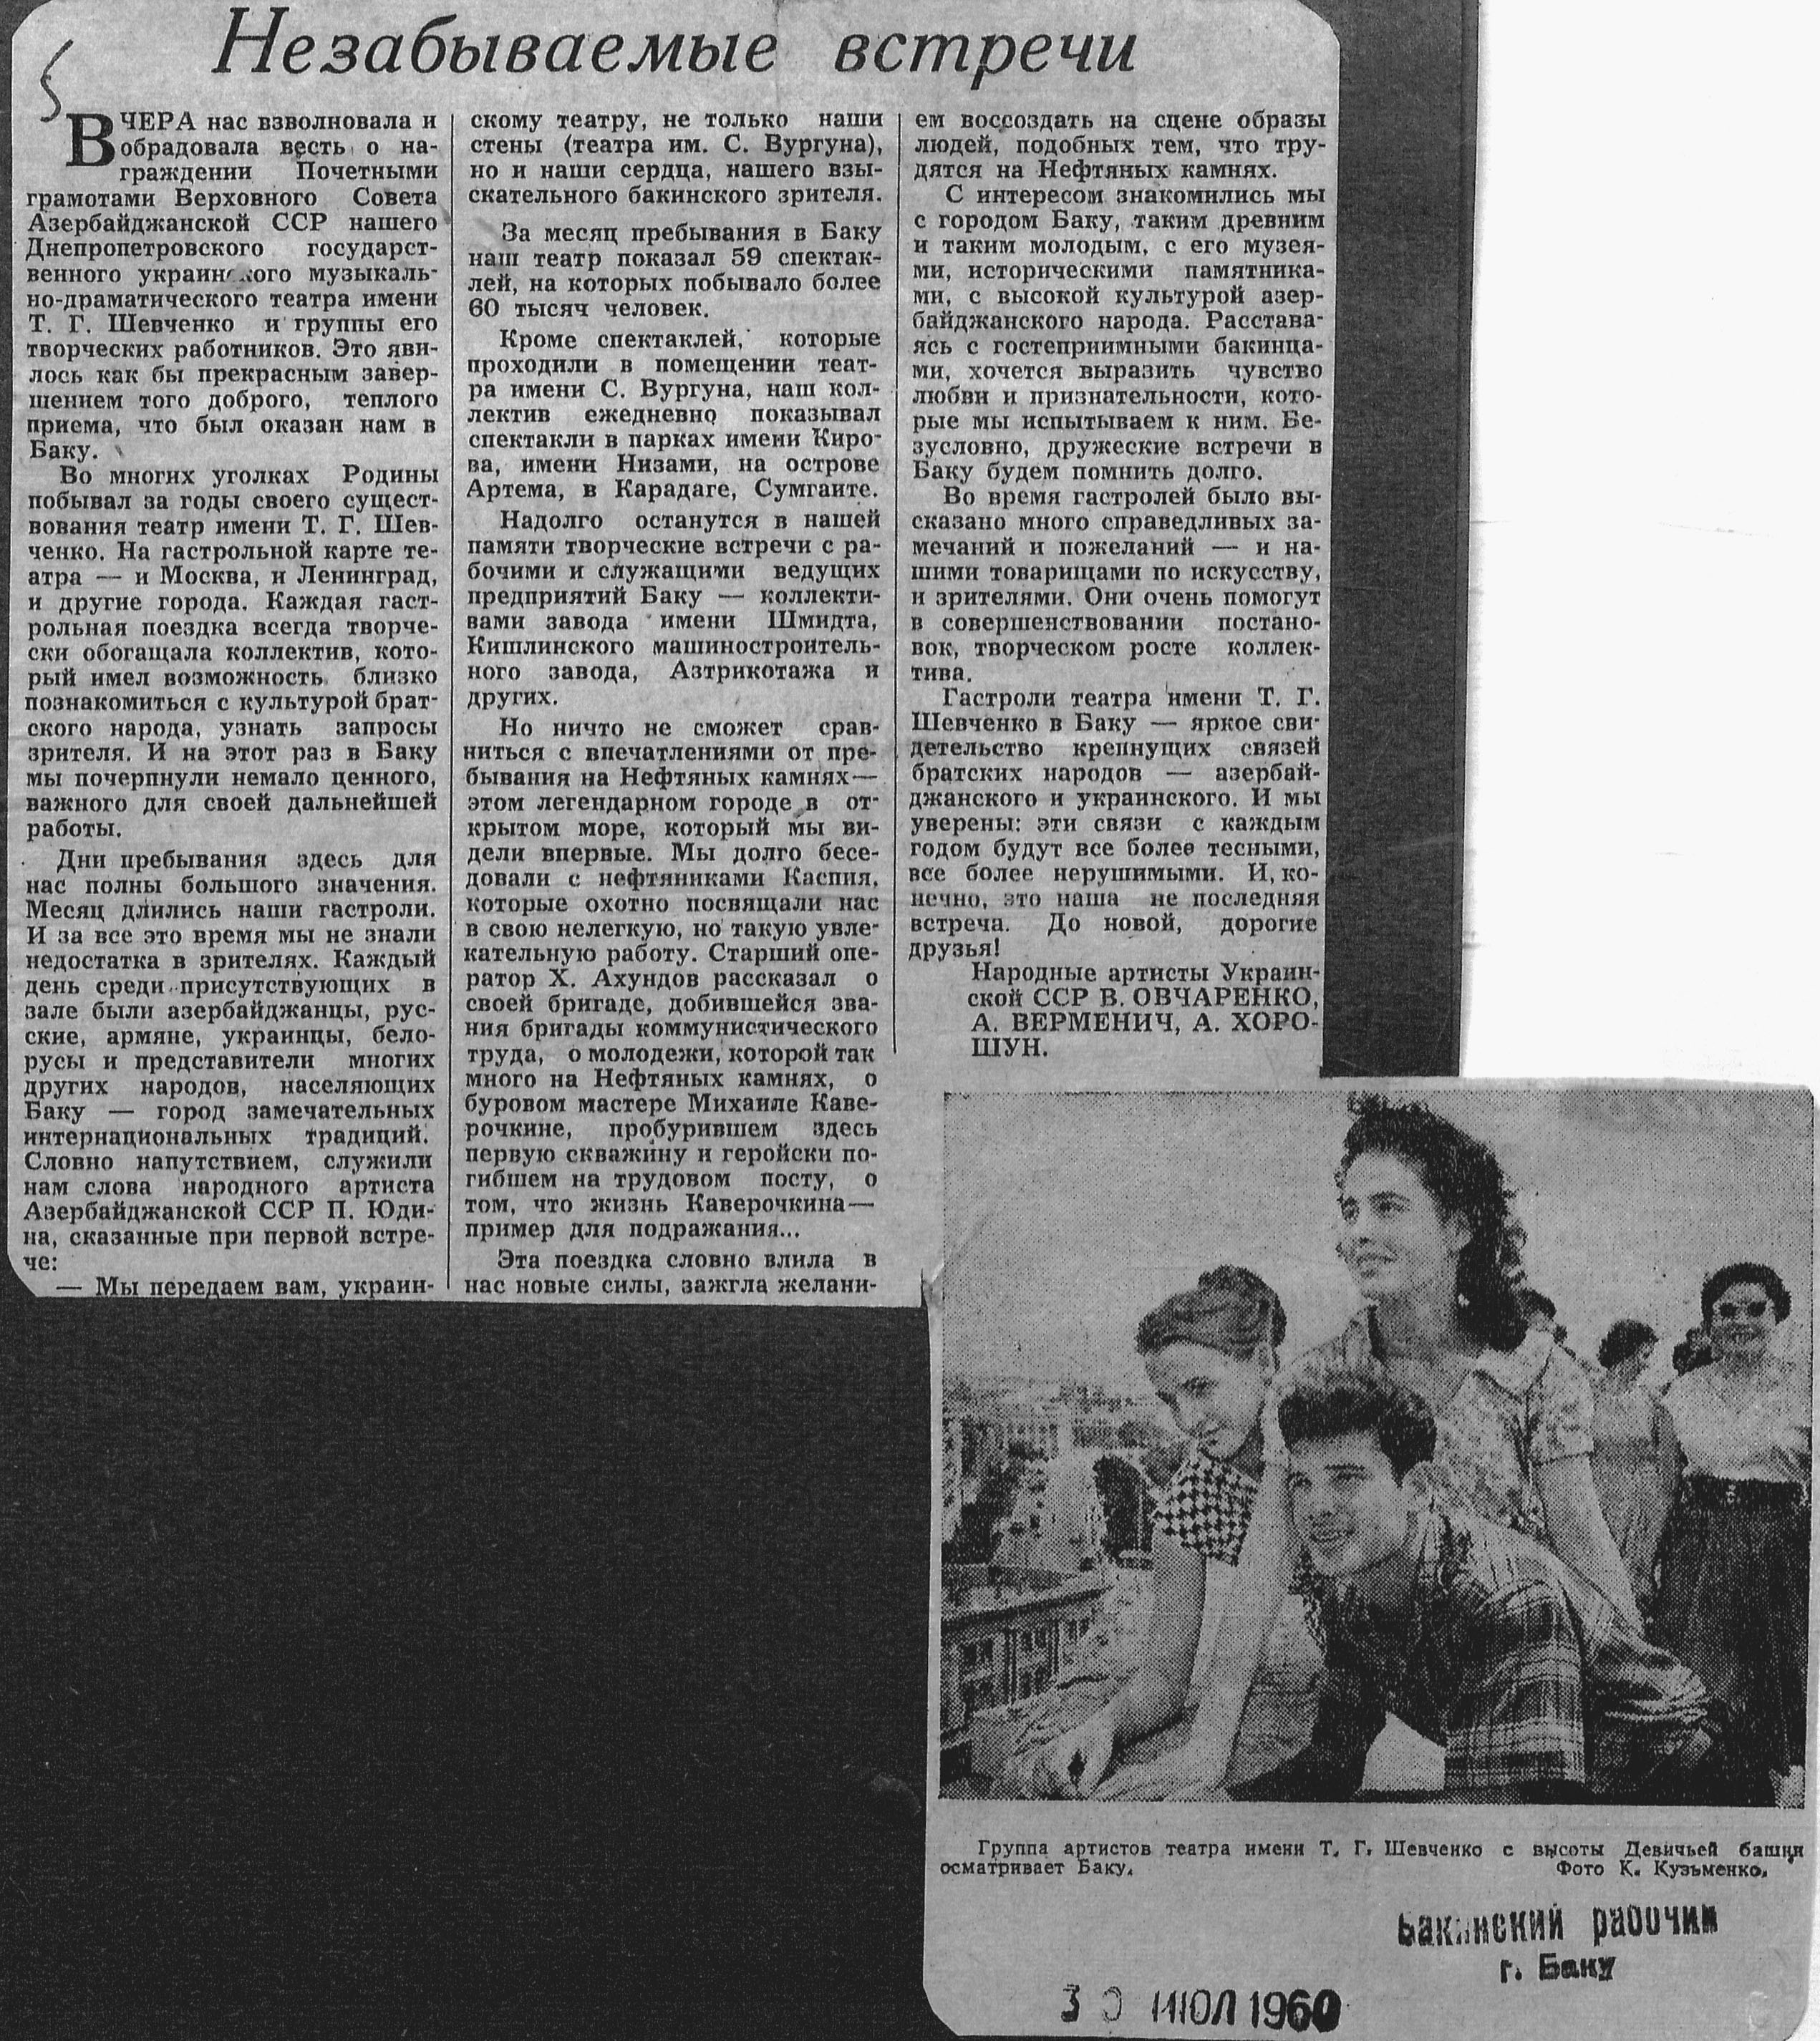 Незабываемые встречи
ВЧЕРА нас взволновала и
обрадовала весть о на-
граждении Почетными
грамотами Верховного Совета
Азербайджанской ССР нашего
Днепропетровского государст-
венного украинского музыкаль-
но-драматического театра имени
Т. Г. Шевченко и группы его
творческих работников. Это яви-
лось как бы прекрасным завер-
шением того доброго, теплого
приема, что был оказан нам в
Баку.
Во многих уголках Родины
побывал за годы своего сущест-
вования театр имени Т. Г. Шев-
ченко. На гастрольной карте те-
атра — и Москва, и Ленинград,
и другие города. Каждая гаст-
рольная поездка всегда творче-
ски обогащала коллектив, кото-
рый имел возможность близко
познакомиться с культурой брат-
ского народа, узнать запросы
зрителя. И на этот раз в Баку
мы почерпнули немало ценного,
важного для своей дальнейшей
работы.
Дни пребывания здесь для
нас полны большого значения.
Месяц длились наши гастроли.
И за все это время мы не знали
недостатка в зрителях. Каждый
день среди присутствующих в
зале были азербайджанцы, рус-
ские, армяне, украинцы, бело-
русы и представители многих
других народов, населяющих
Баку — город замечательных
интернациональных традиций.
Словно напутствием, служили
нам слова народного артиста
Азербайджанской ССР П. Юди-
на, сказанные при первой встре-
че:
— Мы передаем вам, украин-
скому театру, не только наши
стены (театра им. С. Вургуна),
но и наши сердца, нашего взы-
скательного бакинского зрителя.
За месяц пребывания в Баку
наш театр показал 59 спектак-
лей, на которых побывало более
60 тысяч человек.
Кроме спектаклей, которые
проходили в помещении теат-
ра имени С. Вургуна, наш кол-
лектив ежедневно показывал
спектакли в парках имени Киро-
ва, имени Низами, на острове
Артема, в Карадаге, Сумгаите.
Надолго останутся в нашей
памяти творческие встречи с ра-
бочими и служащими ведущих
предприятий Баку — коллекти-
вами завода имени Шмидта,
Кишлинского машиностроитель-
ного завода, Азтрикотажа и
других.
Но ничто не сможет срав-
ниться с впечатлениями от пре-
бывания на Нефтяных камнях—
этом легендарном городе в от-
крытом море, который мы ви-
дели впервые. Мы долго бесе-
довали с нефтяниками Каспия,
которые охотно посвящали нас
в свою нелегкую, но такую увле-
кательную работу. Старший опе-
ратор Х. Ахундов рассказал о
своей бригаде, добившейся зва-
ния бригады коммунистического
труда, о молодежи, которой так
много на Нефтяных камнях, о
буровом мастере Михаиле Каве-
рочкине, пробурившем здесь
первую скважину и геройски по-
гибшем на трудовом посту, о
том, что жизнь Каверочкина—
пример для подражания...
Эта поездка словно влила в
нас новые силы, зажгла желани-
ем воссоздать на сцене образы
людей, подобных тем, что тру-
дятся на Нефтяных камнях.
С интересом знакомились мы
с городом Баку, таким древним
и таким молодым, с его музея-
ми, историческими памятника-
ми, с высокой культурой азер-
байджанского народа. Расстава-
ясь с гостеприимными бакинца-
ми, хочется выразить чувство
любви и признательности, кото-
рые мы испытываем к ним. Бе-
зусловно, дружеские встречи в
Баку будем помнить долго.
Во время гастролей было вы-
сказано много справедливых за-
мечаний и пожеланий — и на-
шими товарищами по искусству,
и зрителями. Они очень помогут
в совершенствовании постано-
вок, творческом росте коллек-
тива.
Гастроли театра имени Т. Г.
Шевченко в Баку — яркое сви-
детельство крепнущих связей
братских народов — азербай-
джанского и украинского. И мы
уверены: эти связи с каждым
годом будут все более тесными,
все более нерушимыми. И, ко-
нечно, это наша не последняя
встреча. До новой, дорогие
друзья!
Народные артисты Украин-
ской ССР В. ОВЧАРЕНКО,
А. ВЕРМЕНИЧ, А. ХОРО-
ШУН.
Группа артистов театра имени Т. Г. Шевченко с высоты Девичьей башни
осматривает Баку.
Фото К. Кузьменко.
Бакинский рабочий
г. Баку
30 ИЮЛ 1960